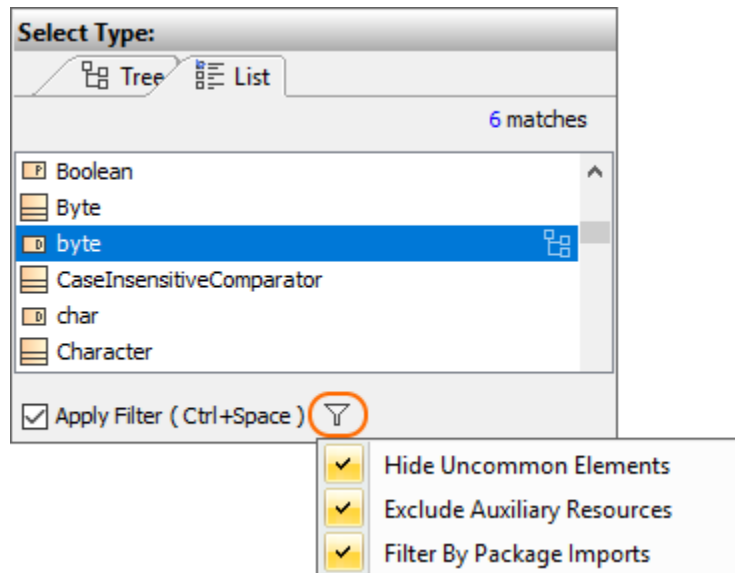 Select Type:
Tree
List
6 matches
Boolean
Byte
byte
CaseInsensitiveComparator
char
Character
Apply Filter ( Ctrl+Space )
Hide Uncommon Elements
Exclude Auxiliary Resources
Filter By Package Imports